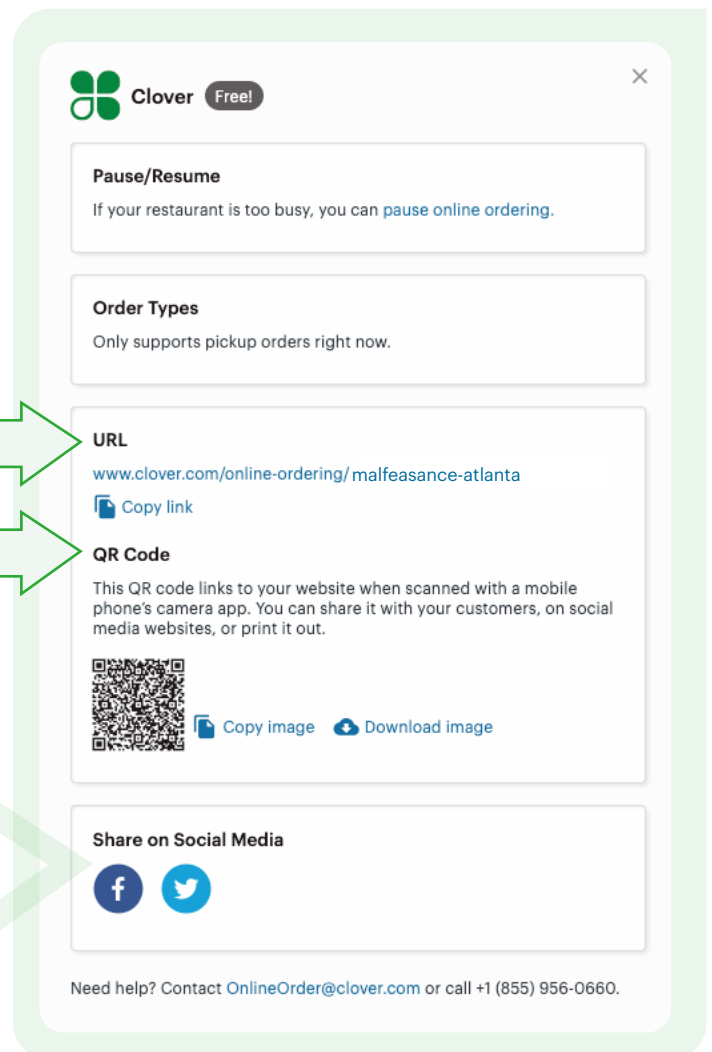 Clover Free!
Pause/Resume
If your restaurant is too busy, you can pause online ordering.
Order Types
Only supports pickup orders right now.
URL
www.clover.com/online-ordering/malfeasance-atlanta
Copy link
QR Code
This QR code links to your website when scanned with a mobile
phone's camera app. You can share it with your customers, on social
media websites, or print it out.
Copy image Download image
Share on Social Media
Need help? Contact OnlineOrder@clover.com or call +1 (855) 956-0660.